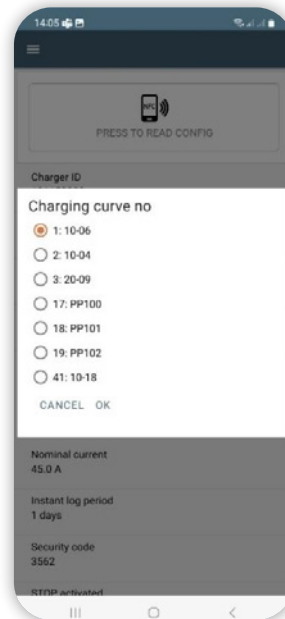 14:05
NFC
PRESS TO READ CONFIG
Charger ID
Charging curve no
1: 10-06
2: 10-04
3: 20-09
17: PP100
18: PP101
19: PP102
41: 10-18
CANCEL OK
Nominal current
45.0 A
Instant log period
1 days
Security code
3562
STOP activated